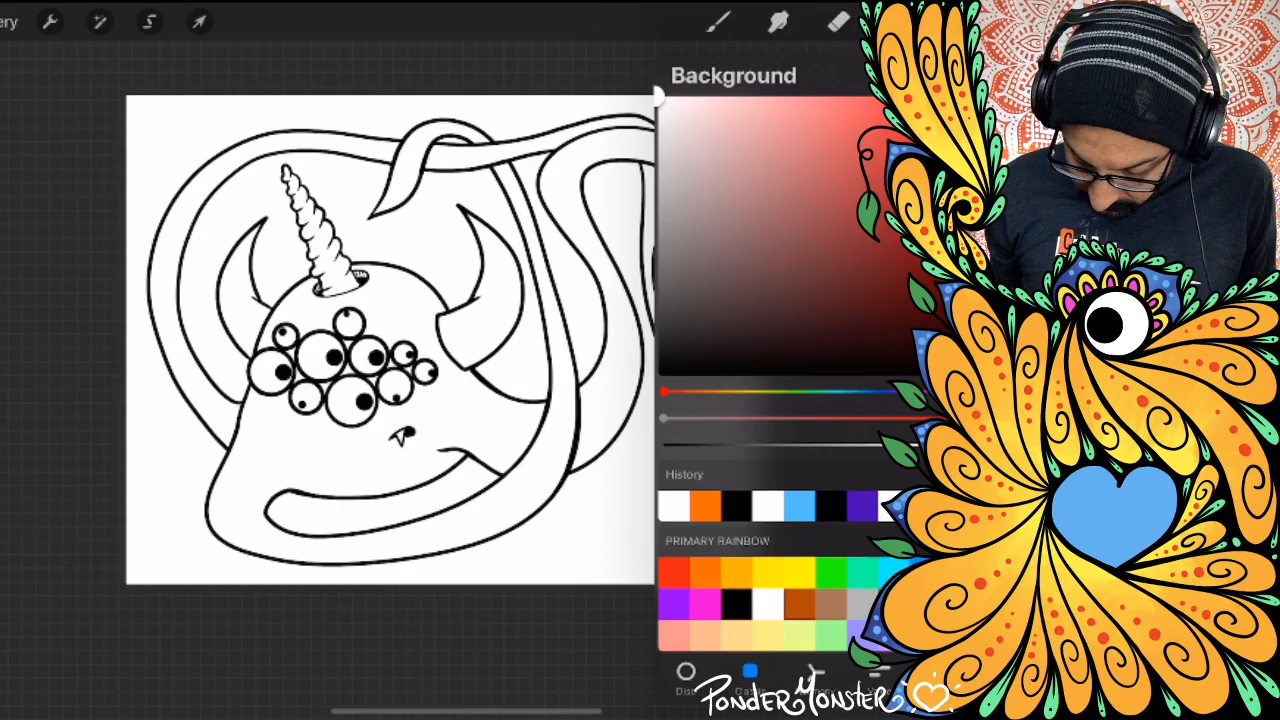 ery
Background
History
PRIMARY RAINBOW
PONDERMONSTER